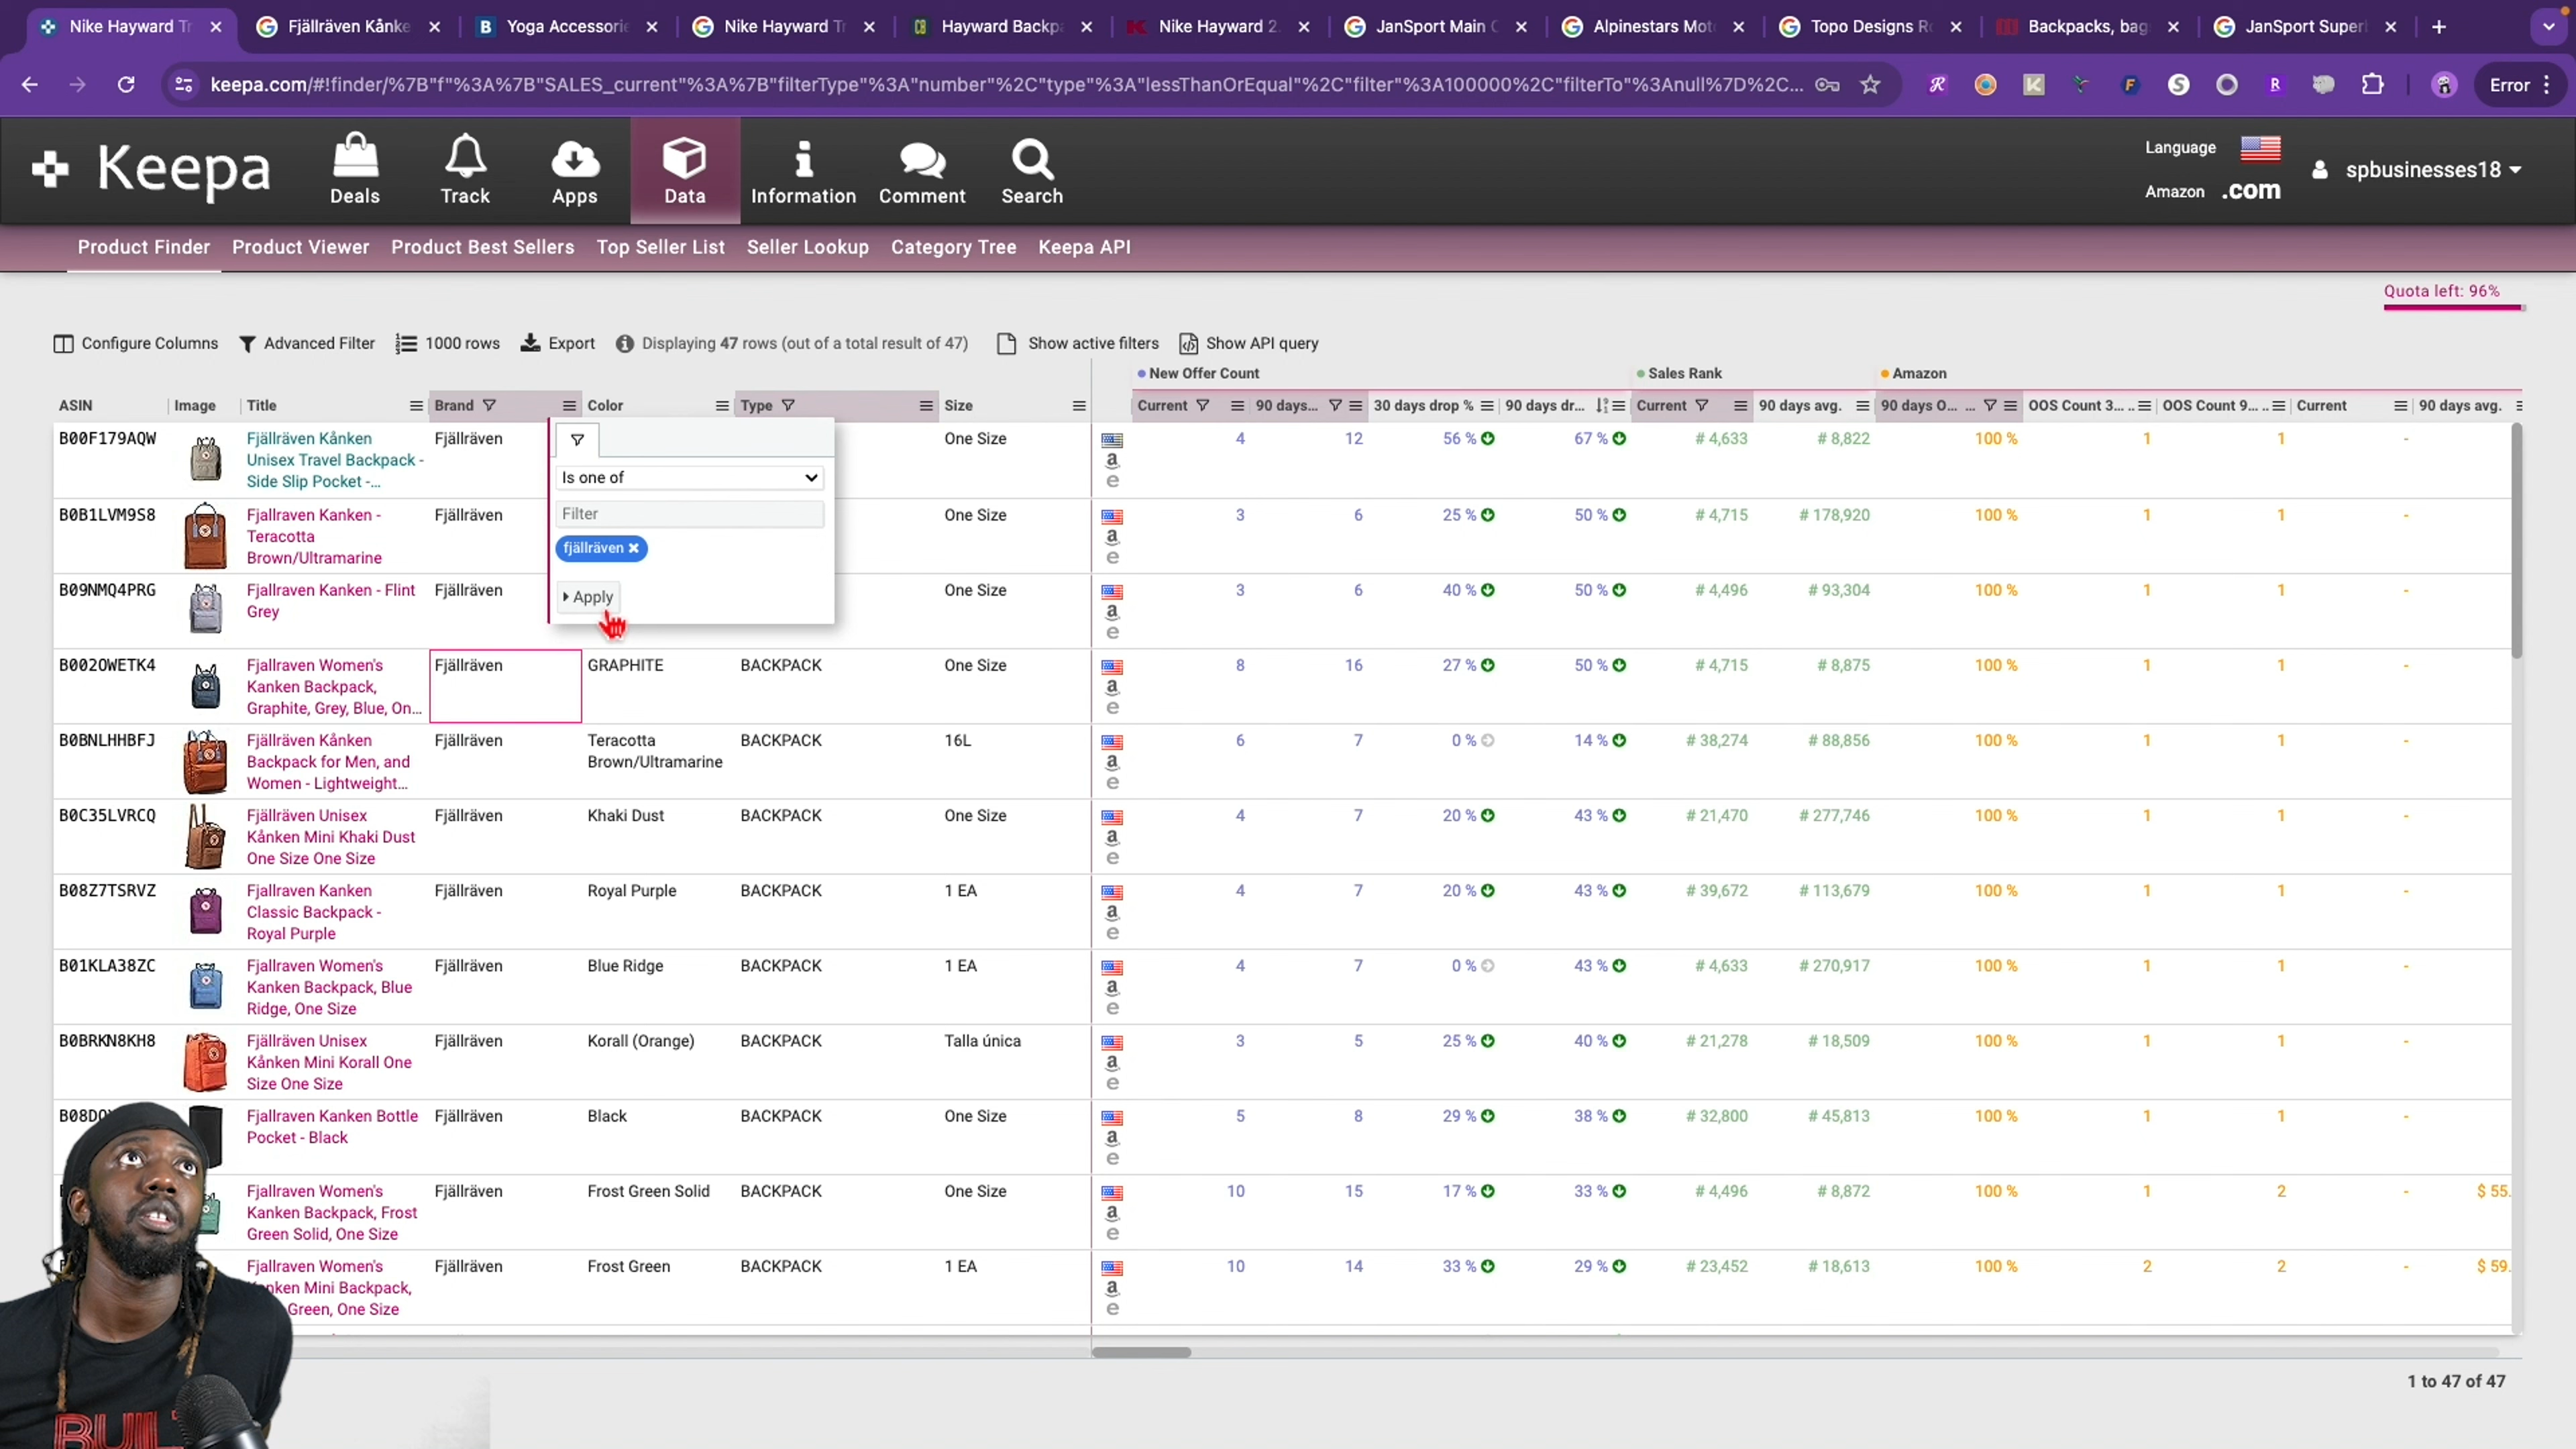 Nike Hayward Tr
Fjällräven Kånke
Yoga Accessorie
Nike Hayward Tr
Hayward Backpa
Nike Hayward 2
JanSport Main C
Alpinestars Mot
Topo Designs R
Backpacks, bag
JanSport Superl
keepa.com/#!finder/%7B"f"%3A%7B"SALES_current"%3A%7B"filterType"%3A"number"%2C"type"%3A"lessThanOrEqual"%2C"filter"%3A100000%2C"filterTo"%3Anull%7D%2C...
Error
Keepa
Deals
Track
Apps
Data
Information
Comment
Search
Language
Amazon .com
spbusinesses18
Product Finder Product Viewer Product Best Sellers Top Seller List Seller Lookup Category Tree Keepa API
Quota left: 96%
Configure Columns Advanced Filter 1000 rows Export Displaying 47 rows (out of a total result of 47) Show active filters Show API query
New Offer Count Sales Rank Amazon
ASIN Image Title Brand Color Type Size Current 90 days... 30 days drop % 90 days dr... Current 90 days avg. 90 days O... ... OOS Count 3... .. OOS Count 9... .. Current 90 days avg.
B00F179AQW Fjällräven Kånken Fjällräven One Size 4 12 56 % 67 % # 4,633 # 8,822 100 % 1 1 -
Unisex Travel Backpack -
Side Slip Pocket -...
Is one of
Filter
fjällräven
Apply
B0B1LVM9S8 Fjallraven Kanken - Fjällräven One Size 3 6 25 % 50 % # 4,715 # 178,920 100 % 1 1 -
Teracotta
Brown/Ultramarine
B09NMQ4PRG Fjallraven Kanken - Flint Fjällräven One Size 3 6 40 % 50 % # 4,496 # 93,304 100 % 1 1 -
Grey
B002OWETK4 Fjallraven Women's Fjällräven GRAPHITE BACKPACK One Size 8 16 27 % 50 % # 4,715 # 8,875 100 % 1 1 -
Kanken Backpack,
Graphite, Grey, Blue, On...
B0BNLHHBFJ Fjällräven Kånken Fjällräven Teracotta BACKPACK 16L 6 7 0 % 14 % # 38,274 # 88,856 100 % 1 1 -
Backpack for Men, and Brown/Ultramarine
Women - Lightweight...
B0C35LVRCQ Fjällräven Unisex Fjällräven Khaki Dust BACKPACK One Size 4 7 20 % 43 % # 21,470 # 277,746 100 % 1 1 -
Kånken Mini Khaki Dust
One Size One Size
B08Z7TSRVZ Fjallraven Kanken Fjällräven Royal Purple BACKPACK 1 EA 4 7 20 % 43 % # 39,672 # 113,679 100 % 1 1 -
Classic Backpack -
Royal Purple
B01KLA38ZC Fjallraven Women's Fjällräven Blue Ridge BACKPACK 1 EA 4 7 0 % 43 % # 4,633 # 270,917 100 % 1 1 -
Kanken Backpack, Blue
Ridge, One Size
B0BRKN8KH8 Fjällräven Unisex Fjällräven Korall (Orange) BACKPACK Talla única 3 5 25 % 40 % # 21,278 # 18,509 100 % 1 1 -
Kånken Mini Korall One
Size One Size
B08DQ Fjallraven Kanken Bottle Fjällräven Black BACKPACK One Size 5 8 29 % 38 % # 32,800 # 45,813 100 % 1 1 -
Pocket - Black
Fjallraven Women's Fjällräven Frost Green Solid BACKPACK One Size 10 15 17 % 33 % # 4,496 # 8,872 100 % 1 2 - $ 55.
Kanken Backpack, Frost
Green Solid, One Size
Fjallraven Women's Fjällräven Frost Green BACKPACK 1 EA 10 14 33 % 29 % # 23,452 # 18,613 100 % 2 2 - $ 59.
nken Mini Backpack,
Green, One Size
1 to 47 of 47